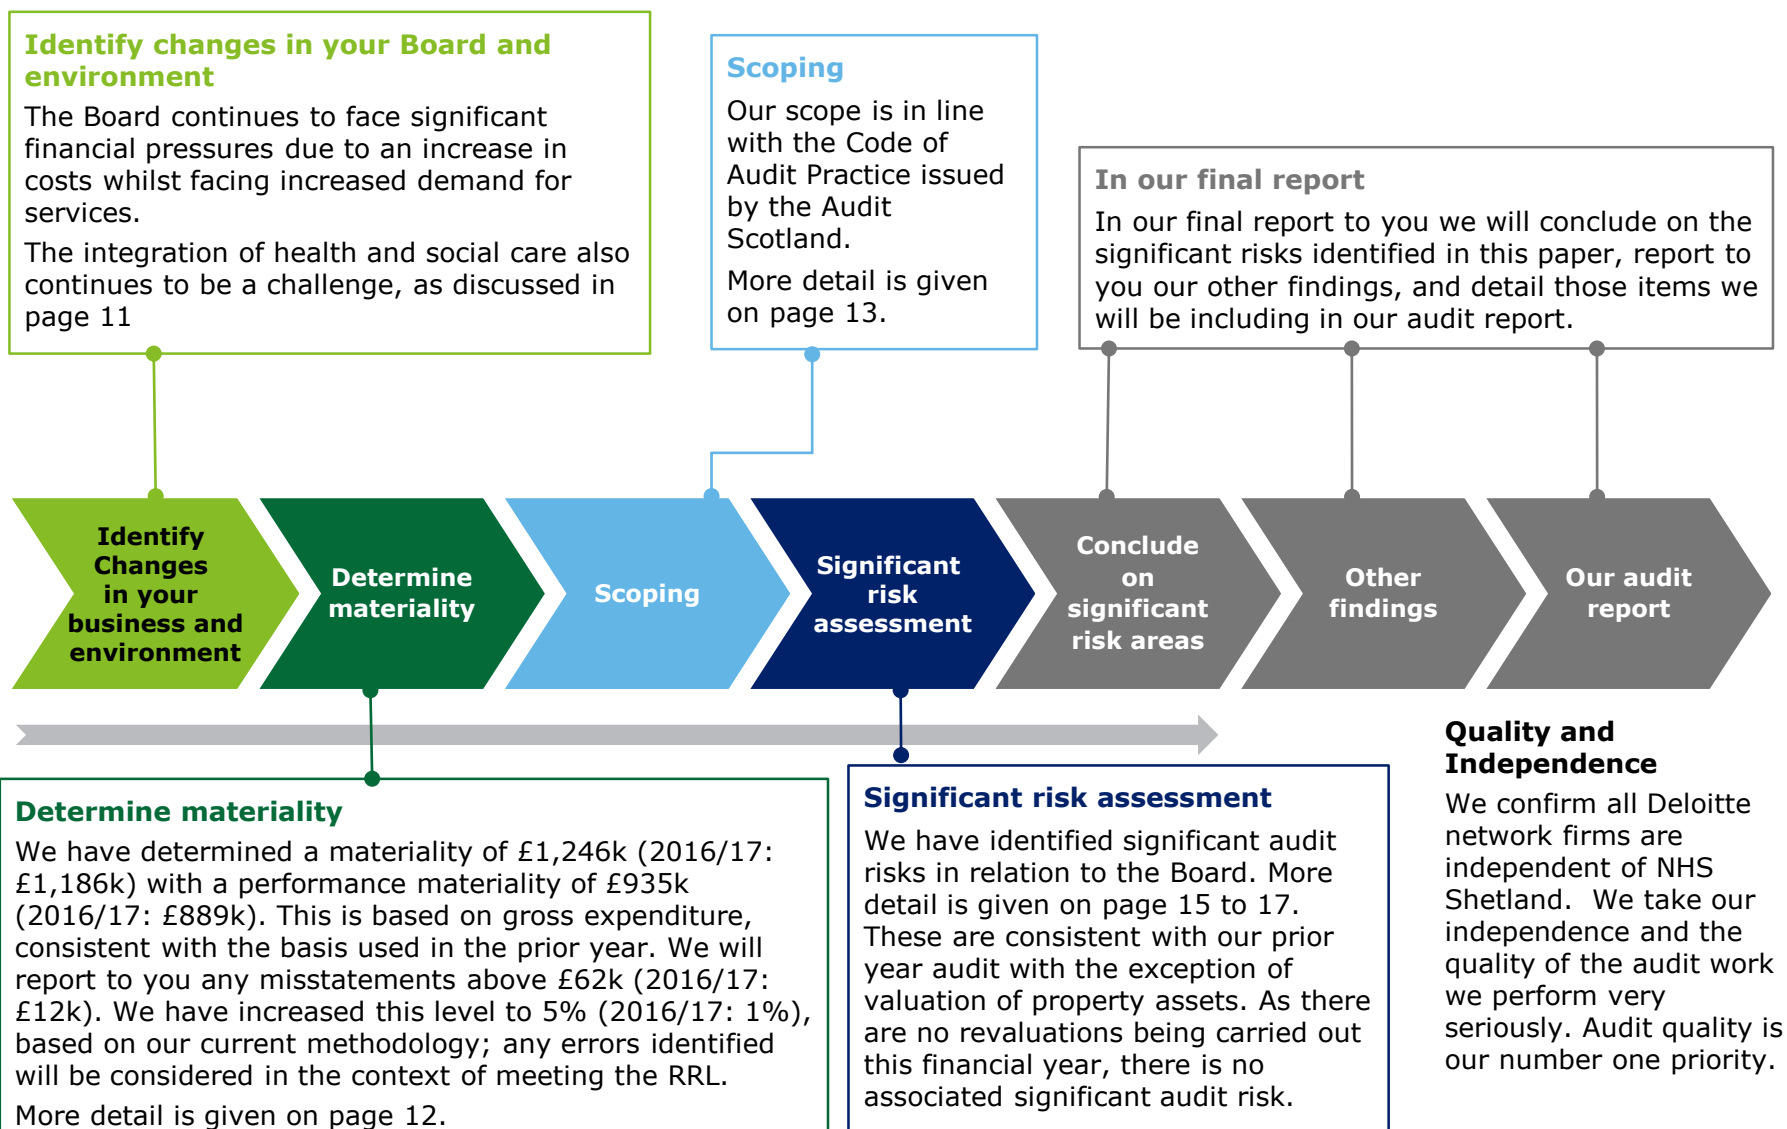 Identify changes in your Board and
environment
The Board continues to face significant
financial pressures due to an increase in
costs whilst facing increased demand for
services.
The integration of health and social care also
continues to be a challenge, as discussed in
page 11
Scoping
Our scope is in line
with the Code of
Audit Practice issued
by the Audit
Scotland.
More detail is given
on page 13.
In our final report
In our final report to you we will conclude on the
significant risks identified in this paper, report to
you our other findings, and detail those items we
will be including in our audit report.
Identify
Changes
in your
business and
environment
Determine
materiality
Scoping
Significant
risk
assessment
Conclude
on
significant
risk areas
Other
findings
Our audit
report
Determine materiality
We have determined a materiality of £1,246k (2016/17:
£1,186k) with a performance materiality of £935k
(2016/17: £889k). This is based on gross expenditure,
consistent with the basis used in the prior year. We will
report to you any misstatements above £62k (2016/17:
£12k). We have increased this level to 5% (2016/17: 1%),
based on our current methodology; any errors identified
will be considered in the context of meeting the RRL.
More detail is given on page 12.
Significant risk assessment
We have identified significant audit
risks in relation to the Board. More
detail is given on page 15 to 17.
These are consistent with our prior
year audit with the exception of
valuation of property assets. As there
are no revaluations being carried out
this financial year, there is no
associated significant audit risk.
Quality and
Independence
We confirm all Deloitte
network firms are
independent of NHS
Shetland.  We take our
independence and the
quality of the audit work
we perform very
seriously. Audit quality is
our number one priority.